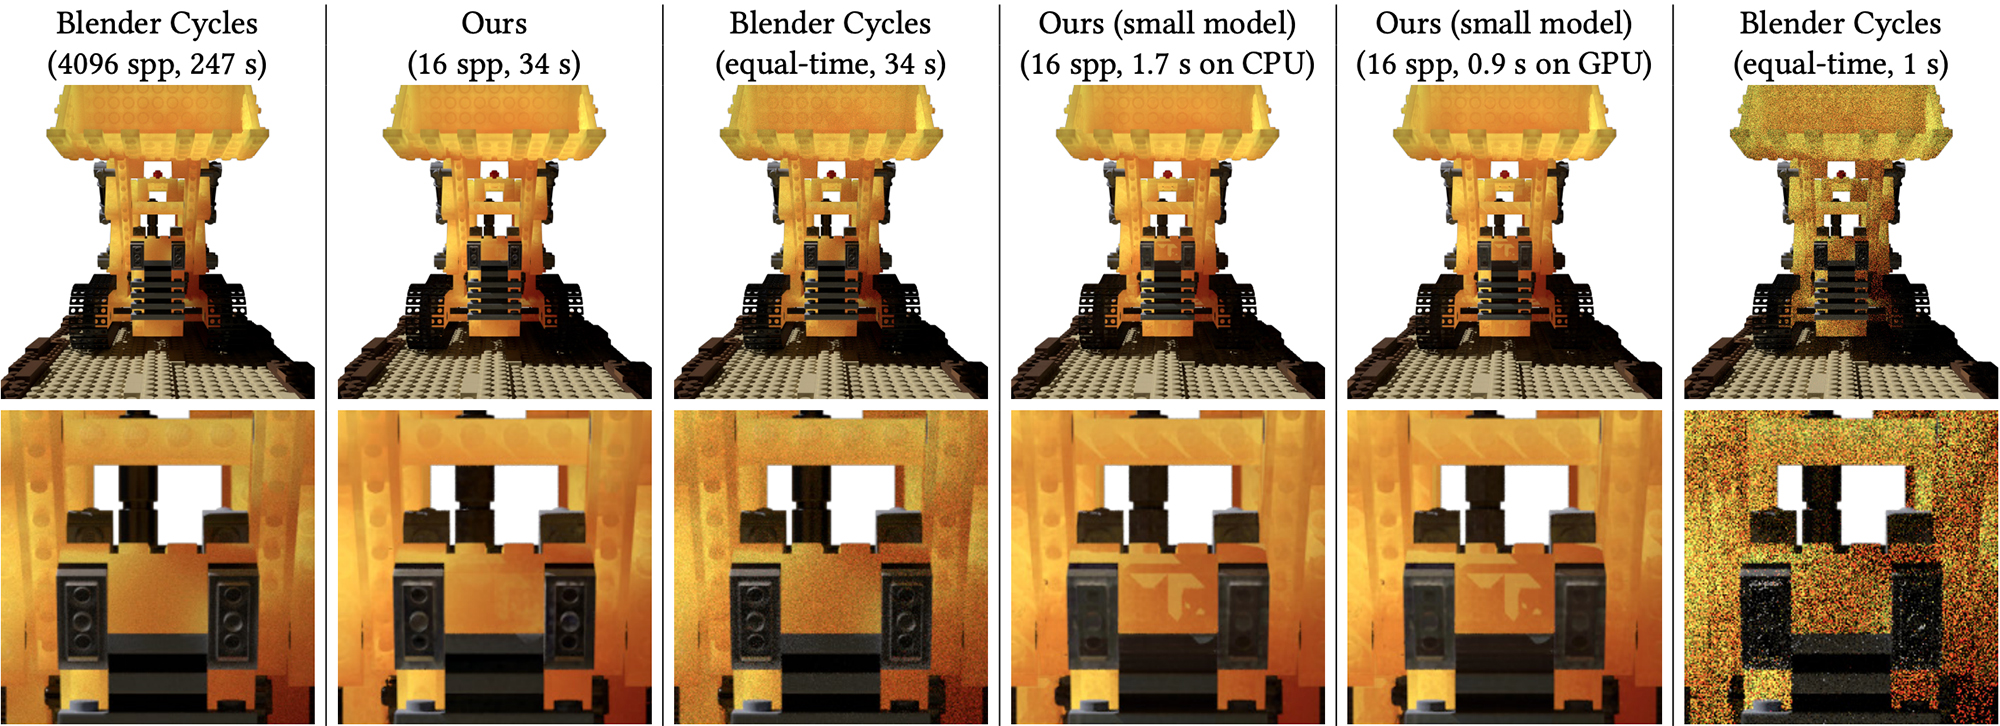 Blender Cycles
(4096 spp, 247 s)
Ours
(16 spp, 34 s)
Blender Cycles
(equal-time, 34 s)
Ours (small model)
(16 spp, 1.7 s on CPU)
Ours (small model)
(16 spp, 0.9 s on GPU)
Blender Cycles
(equal-time, 1 s)